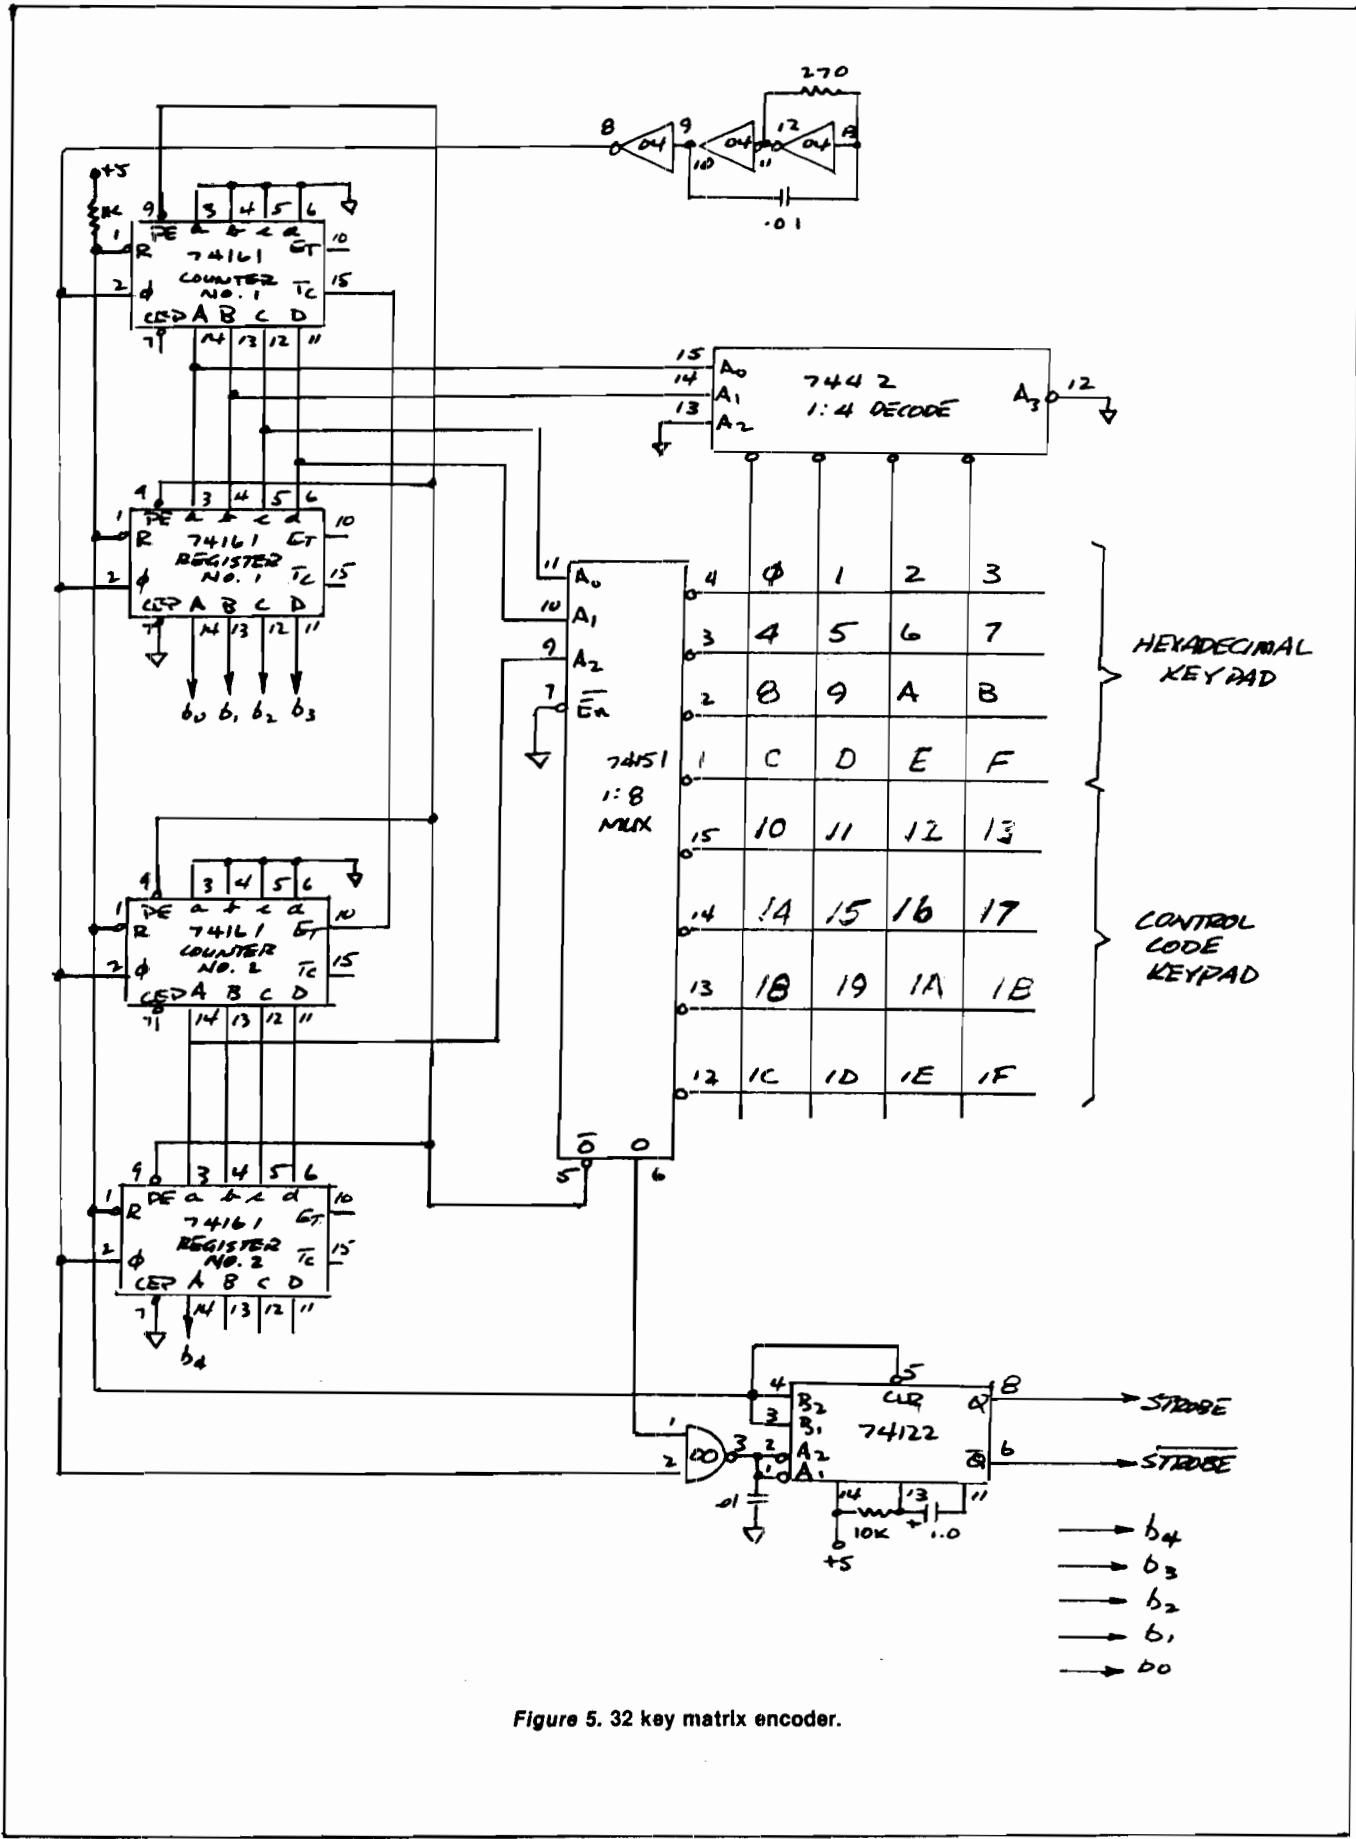 270
8
04
9
10
04
11
12
04
13
.01
+5
1K
9
3 4 5 6
PE a b c d
1 R
74161
ET 10
COUNTER
NO. 1
2 φ
TC 15
CEP A B C D
7 14 13 12 11
15 A0
14 A1
13 A2
7442
1:4 DECODE
A3 12
9 3 4 5 6
PE a b c d
1 R
74161
ET 10
REGISTER
NO. 1
2 φ
TC 15
CEP A B C D
7 14 13 12 11
b0 b1 b2 b3
11 A0
10 A1
9 A2
7 En
74151
1:8
MUX
4 Φ 1 2 3
3 4 5 6 7
2 8 9 A B
1 C D E F
15 10 11 12 13
14 14 15 16 17
13 18 19 1A 1B
12 1C 1D 1E 1F
HEXADECIMAL
KEYPAD
CONTROL
CODE
KEYPAD
9 3 4 5 6
PE a b c d
1 R
74161
ET 10
COUNTER
NO. 2
2 φ
TC 15
CEP A B C D
7 14 13 12 11
O O
5 6
9 3 4 5 6
PE a b c d
1 R
74161
ET 10
REGISTER
NO. 2
2 φ
TC 15
CEP A B C D
7 14 13 12 11
b4
1
2
00
3
4 B2
3 B1
2 A2
1 A1
5
CLR
74122
Q 8
Q̅ 6
STROBE
S̅T̅R̅O̅B̅E̅
.01
14 13 11
10K + 1.0
+5
b4
b3
b2
b1
b0
Figure 5. 32 key matrix encoder.